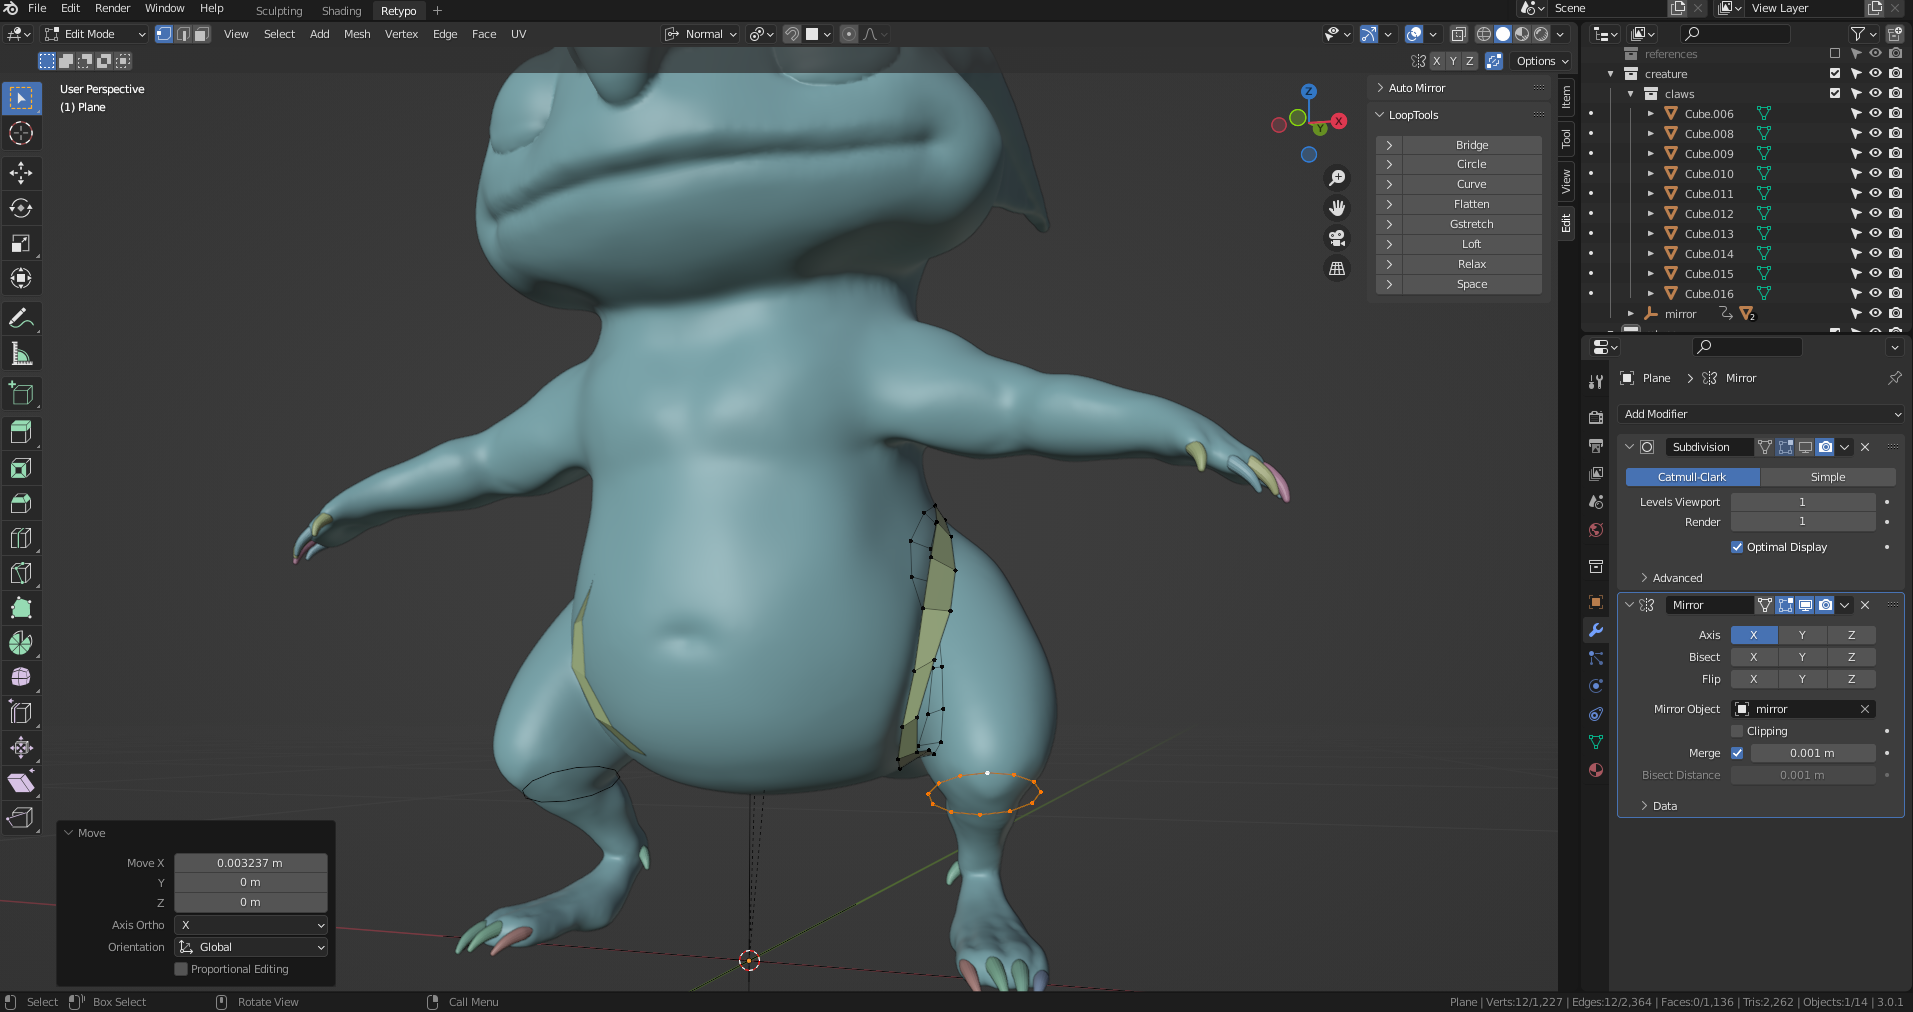 File Edit Render Window Help Sculpting Shading Retypo + Scene View Layer
Edit Mode View Select Add Mesh Vertex Edge Face UV Normal
X Y Z Options
User Perspective
(1) Plane
Z
X
Y
Auto Mirror
LoopTools
Bridge
Circle
Curve
Flatten
Gstretch
Loft
Relax
Space
Item
Tool
View
Edit
references
creature
claws
Cube.006
Cube.008
Cube.009
Cube.010
Cube.011
Cube.012
Cube.013
Cube.014
Cube.015
Cube.016
mirror 2
Plane Mirror
Add Modifier
Subdivision
Catmull-Clark Simple
Levels Viewport 1
Render 1
Optimal Display
Advanced
Mirror
Axis X Y Z
Bisect X Y Z
Flip X Y Z
Mirror Object mirror
Clipping
Merge 0.001 m
Bisect Distance 0.001 m
Data
Move
Move X 0.003237 m
Y 0 m
Z 0 m
Axis Ortho X
Orientation Global
Proportional Editing
Select Box Select Rotate View Call Menu
Plane | Verts:12/1,227 | Edges:12/2,364 | Faces:0/1,136 | Tris:2,262 | Objects:1/14 | 3.0.1